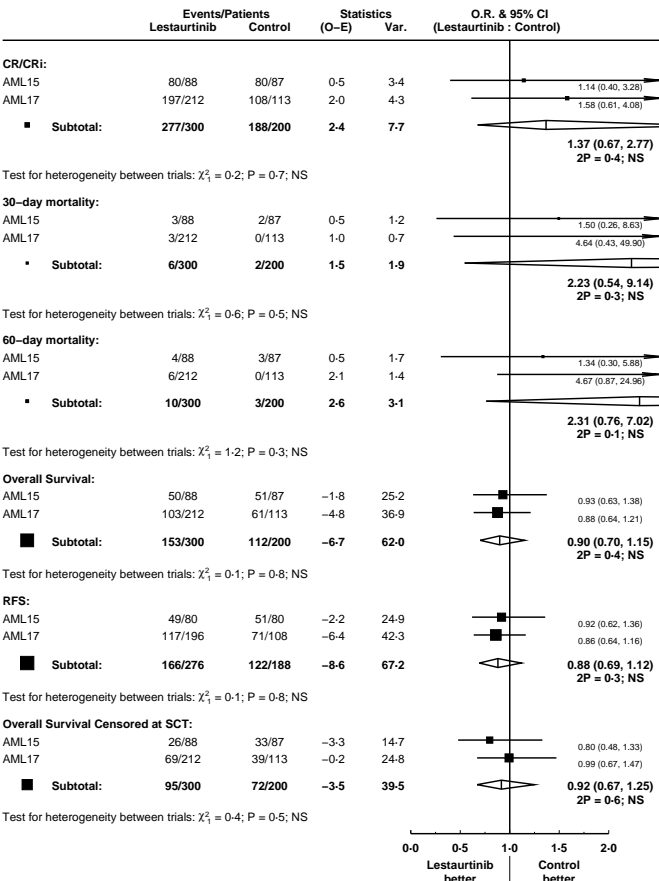 Events/Patients Statistics O.R. & 95% CI
Lestaurtinib Control (O−E) Var. (Lestaurtinib : Control)
CR/CRi:
AML15 80/88 80/87 0·5 3·4 1.14 (0.40, 3.28)
AML17 197/212 108/113 2·0 4·3 1.58 (0.61, 4.08)
Subtotal: 277/300 188/200 2·4 7·7 1.37 (0.67, 2.77)
2P = 0·4; NS
Test for heterogeneity between trials: χ²₁ = 0·2; P = 0·7; NS
30−day mortality:
AML15 3/88 2/87 0·5 1·2 1.50 (0.26, 8.63)
AML17 3/212 0/113 1·0 0·7 4.64 (0.43, 49.90)
Subtotal: 6/300 2/200 1·5 1·9 2.23 (0.54, 9.14)
2P = 0·3; NS
Test for heterogeneity between trials: χ²₁ = 0·6; P = 0·5; NS
60−day mortality:
AML15 4/88 3/87 0·5 1·7 1.34 (0.30, 5.88)
AML17 6/212 0/113 2·1 1·4 4.67 (0.87, 24.96)
Subtotal: 10/300 3/200 2·6 3·1 2.31 (0.76, 7.02)
2P = 0·1; NS
Test for heterogeneity between trials: χ²₁ = 1·2; P = 0·3; NS
Overall Survival:
AML15 50/88 51/87 −1·8 25·2 0.93 (0.63, 1.38)
AML17 103/212 61/113 −4·8 36·9 0.88 (0.64, 1.21)
Subtotal: 153/300 112/200 −6·7 62·0 0.90 (0.70, 1.15)
2P = 0·4; NS
Test for heterogeneity between trials: χ²₁ = 0·1; P = 0·8; NS
RFS:
AML15 49/80 51/80 −2·2 24·9 0.92 (0.62, 1.36)
AML17 117/196 71/108 −6·4 42·3 0.86 (0.64, 1.16)
Subtotal: 166/276 122/188 −8·6 67·2 0.88 (0.69, 1.12)
2P = 0·3; NS
Test for heterogeneity between trials: χ²₁ = 0·1; P = 0·8; NS
Overall Survival Censored at SCT:
AML15 26/88 33/87 −3·3 14·7 0.80 (0.48, 1.33)
AML17 69/212 39/113 −0·2 24·8 0.99 (0.67, 1.47)
Subtotal: 95/300 72/200 −3·5 39·5 0.92 (0.67, 1.25)
2P = 0·6; NS
Test for heterogeneity between trials: χ²₁ = 0·4; P = 0·5; NS
0·0 0·5 1·0 1·5 2·0
Lestaurtinib Control
better better